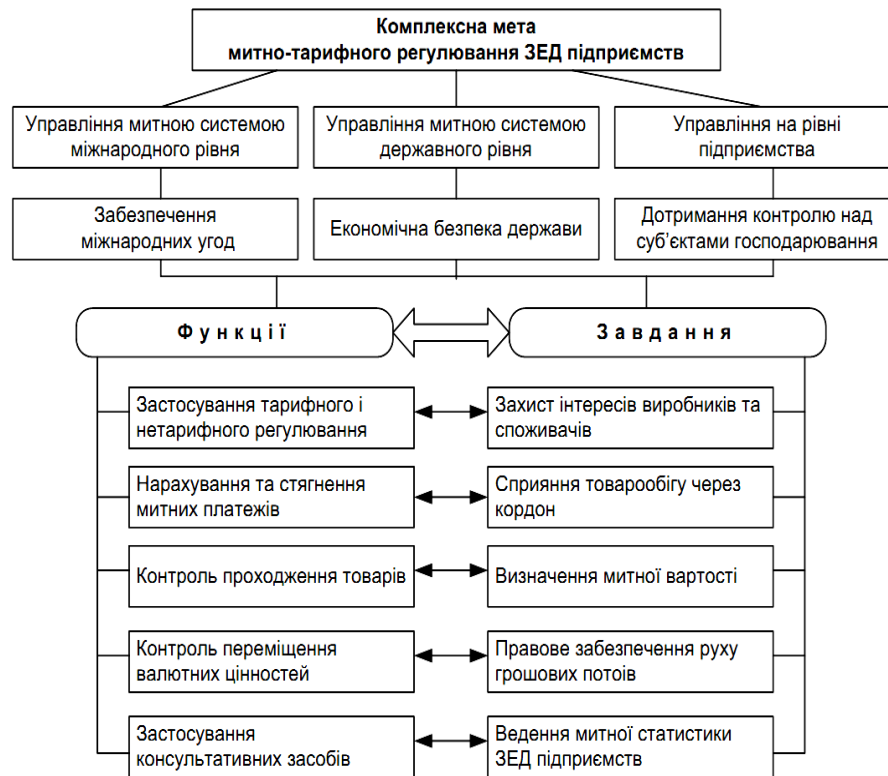 Комплексна мета
митно-тарифного регулювання ЗЕД підприємств
Управління митною системою
міжнародного рівня
Управління митною системою
державного рівня
Управління на рівні
підприємства
Забезпечення
міжнародних угод
Економічна безпека держави
Дотримання контролю над
суб’єктами господарювання
Функції
Завдання
Застосування тарифного і
нетарифного регулювання
Захист інтересів виробників та
споживачів
Нарахування та стягнення
митних платежів
Сприяння товарообігу через
кордон
Контроль проходження товарів
Визначення митної вартості
Контроль переміщення
валютних цінностей
Правове забезпечення руху
грошових потоів
Застосування
консультативних засобів
Ведення митної статистики
ЗЕД підприємств